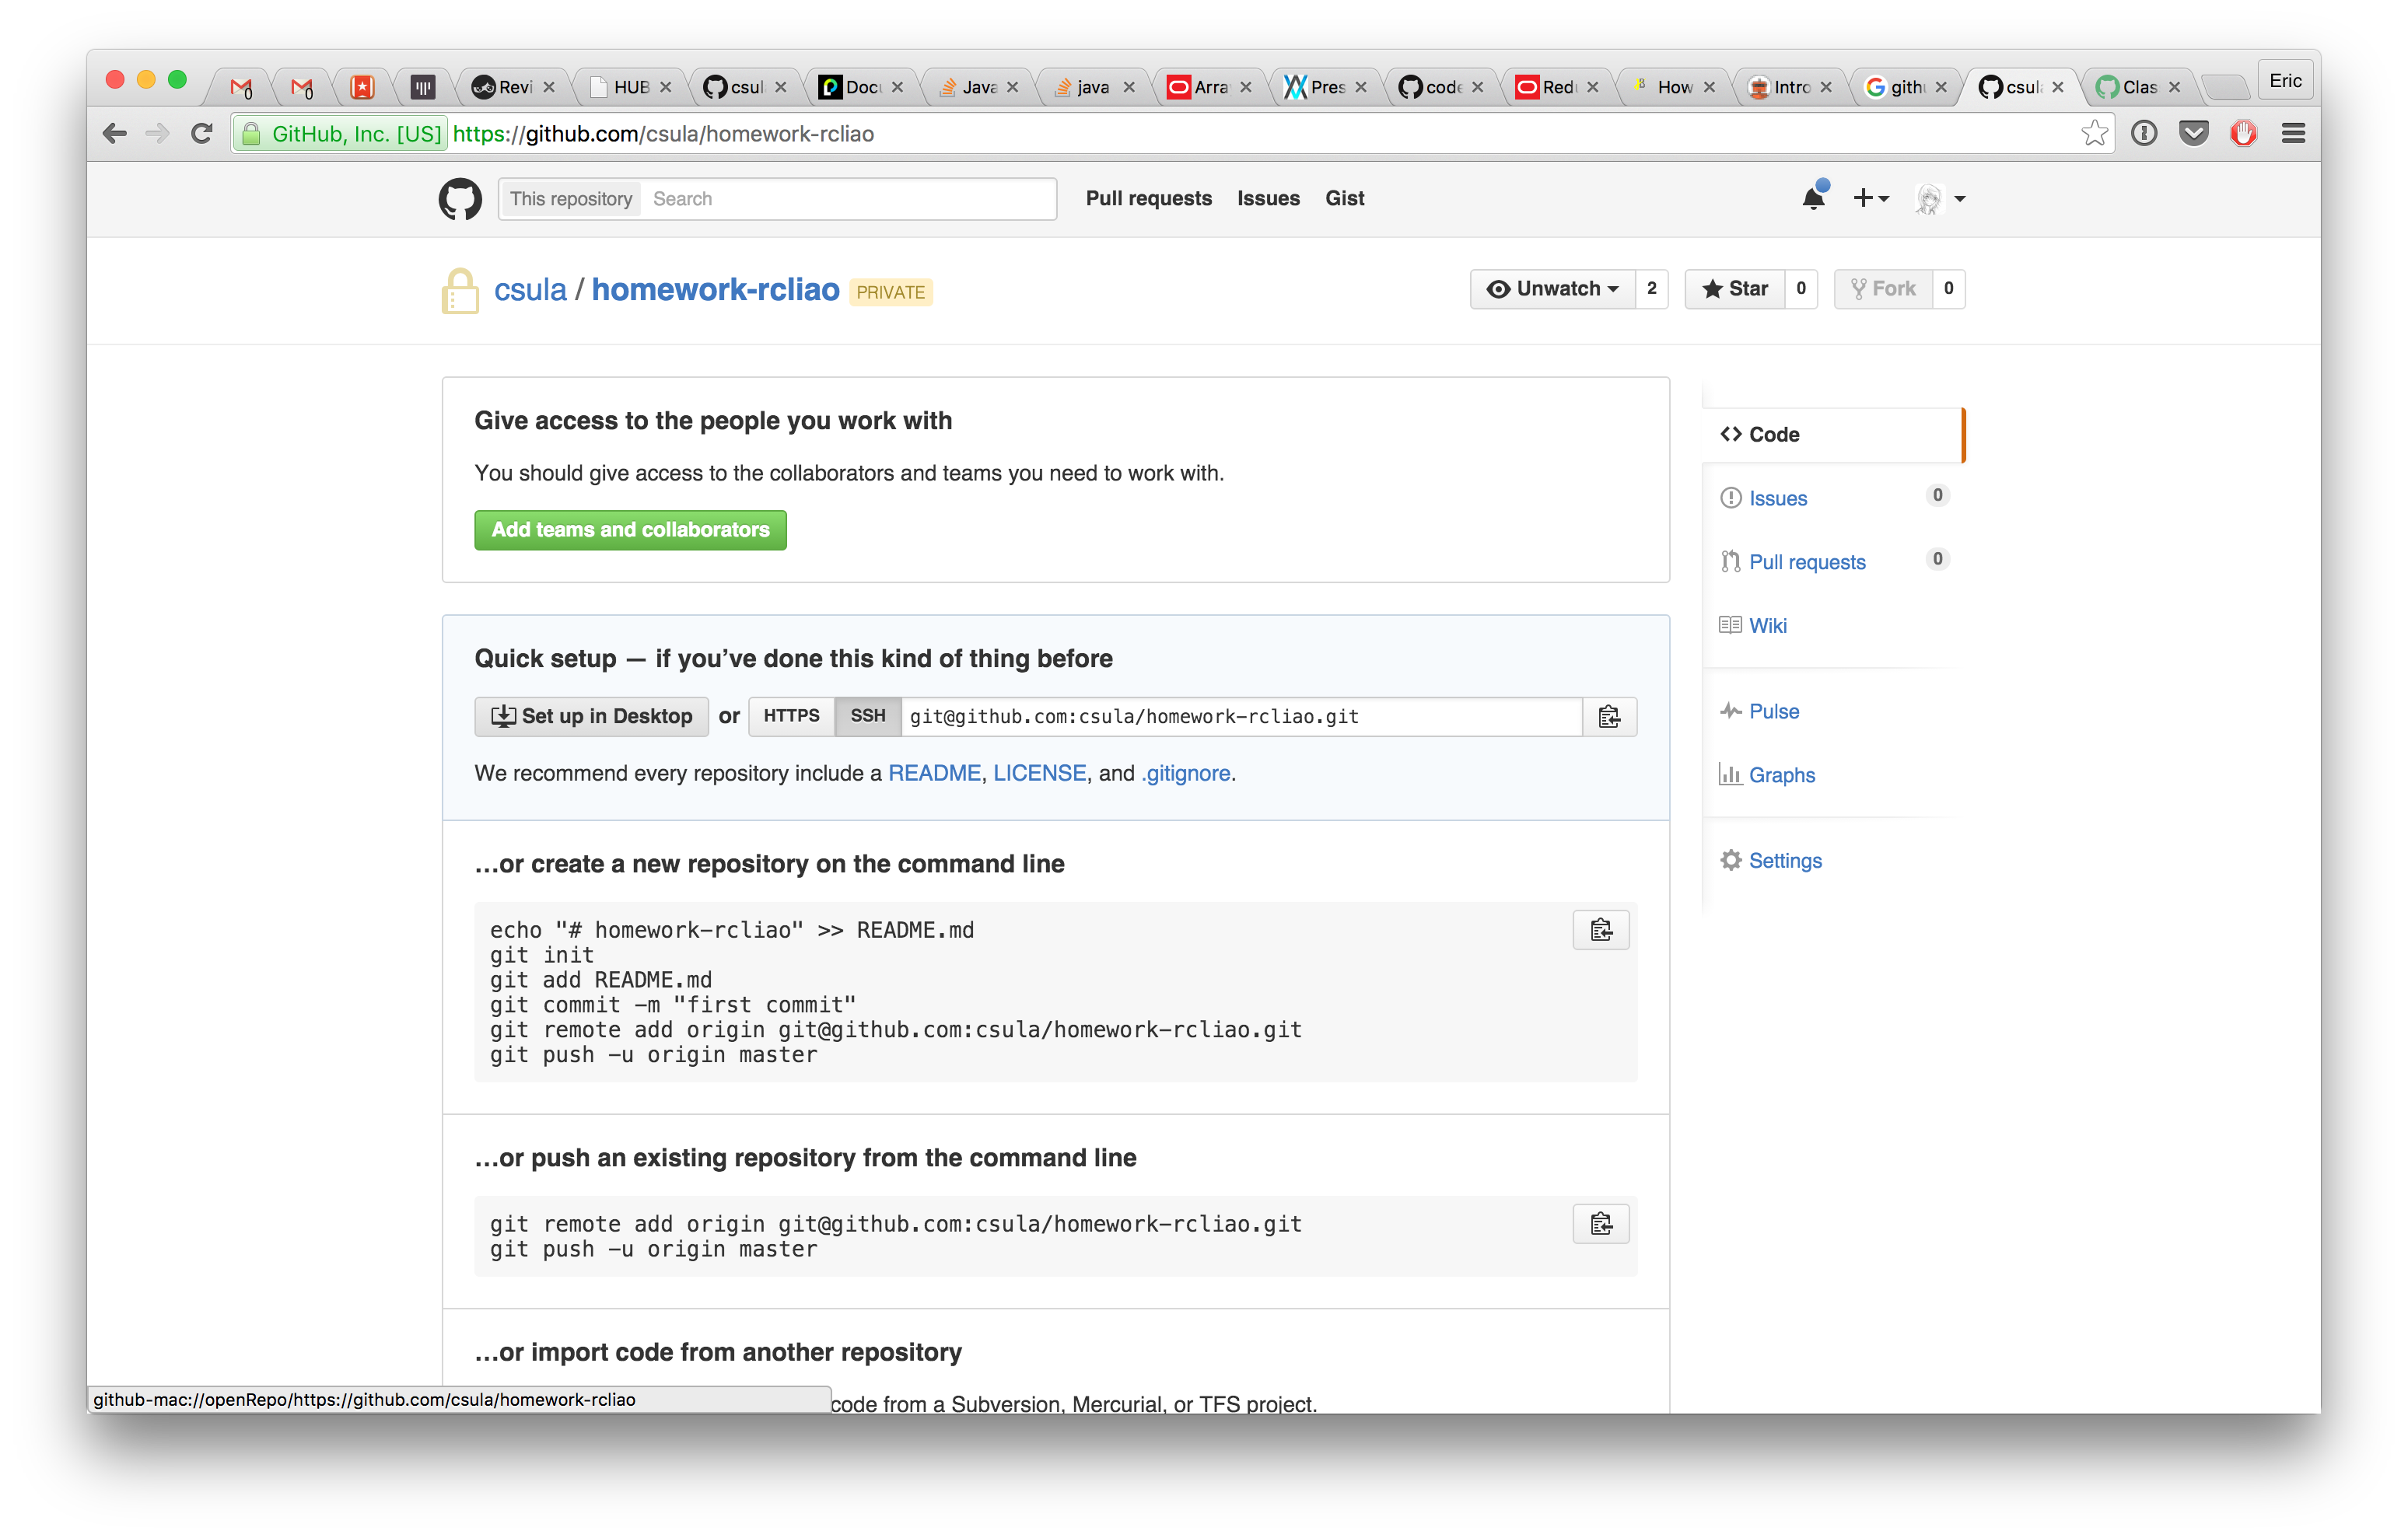 Revi
HUB
csul
Docu
Java
java
Arra
Pres
code
Redu
How
Intro
githu
csula
Clas
Eric
GitHub, Inc. [US] https://github.com/csula/homework-rcliao
This repository Search Pull requests Issues Gist
csula / homework-rcliao PRIVATE
Unwatch 2 Star 0 Fork 0
Give access to the people you work with
You should give access to the collaborators and teams you need to work with.
Add teams and collaborators
Quick setup — if you’ve done this kind of thing before
Set up in Desktop or HTTPS SSH git@github.com:csula/homework-rcliao.git
We recommend every repository include a README, LICENSE, and .gitignore.
…or create a new repository on the command line
echo "# homework-rcliao" >> README.md
git init
git add README.md
git commit -m "first commit"
git remote add origin git@github.com:csula/homework-rcliao.git
git push -u origin master
…or push an existing repository from the command line
git remote add origin git@github.com:csula/homework-rcliao.git
git push -u origin master
…or import code from another repository
code from a Subversion, Mercurial, or TFS project.
Code
Issues 0
Pull requests 0
Wiki
Pulse
Graphs
Settings
github-mac://openRepo/https://github.com/csula/homework-rcliao